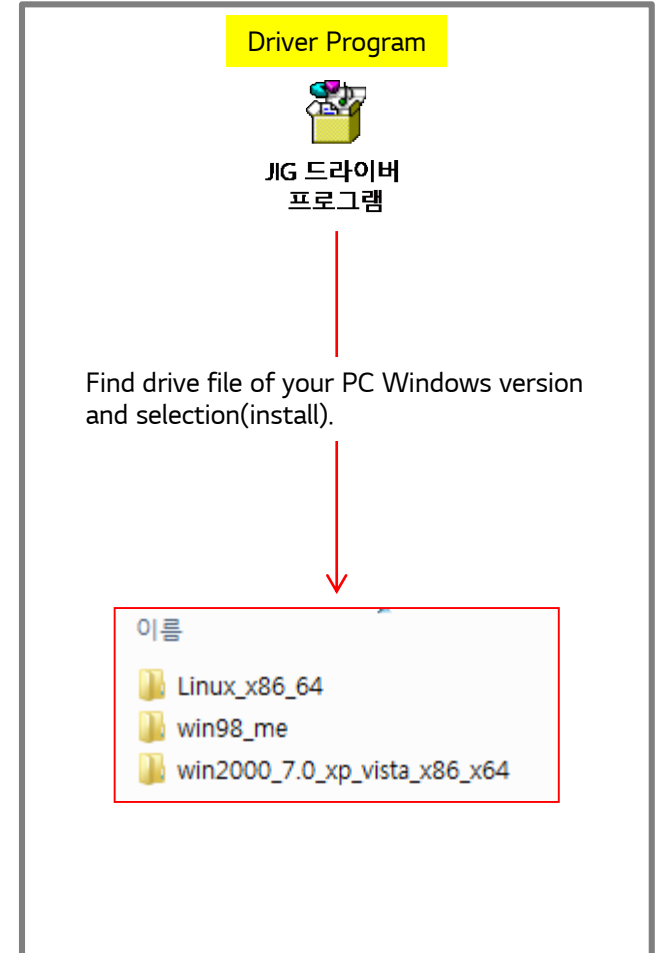 Driver Program
JIG 드라이버
프로그램
Find drive file of your PC Windows version
and selection(install).
이름
Linux_x86_64
win98_me
win2000_7.0_xp_vista_x86_x64